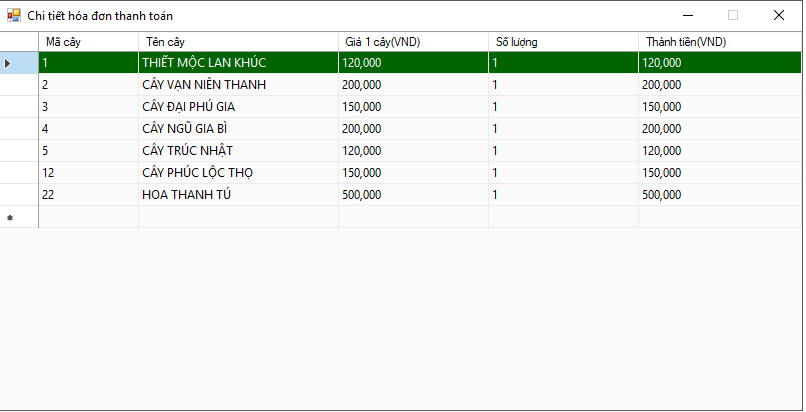 Chi tiết hóa đơn thanh toán
Mã cây Tên cây Giá 1 cây(VND) Số lượng Thành tiền(VND)
1 THIẾT MỘC LAN KHÚC 120,000 1 120,000
2 CÂY VẠN NIÊN THANH 200,000 1 200,000
3 CÂY ĐẠI PHÚ GIA 150,000 1 150,000
4 CÂY NGŨ GIA BÌ 200,000 1 200,000
5 CÂY TRÚC NHẬT 120,000 1 120,000
12 CÂY PHÚC LỘC THỌ 150,000 1 150,000
22 HOA THANH TÚ 500,000 1 500,000